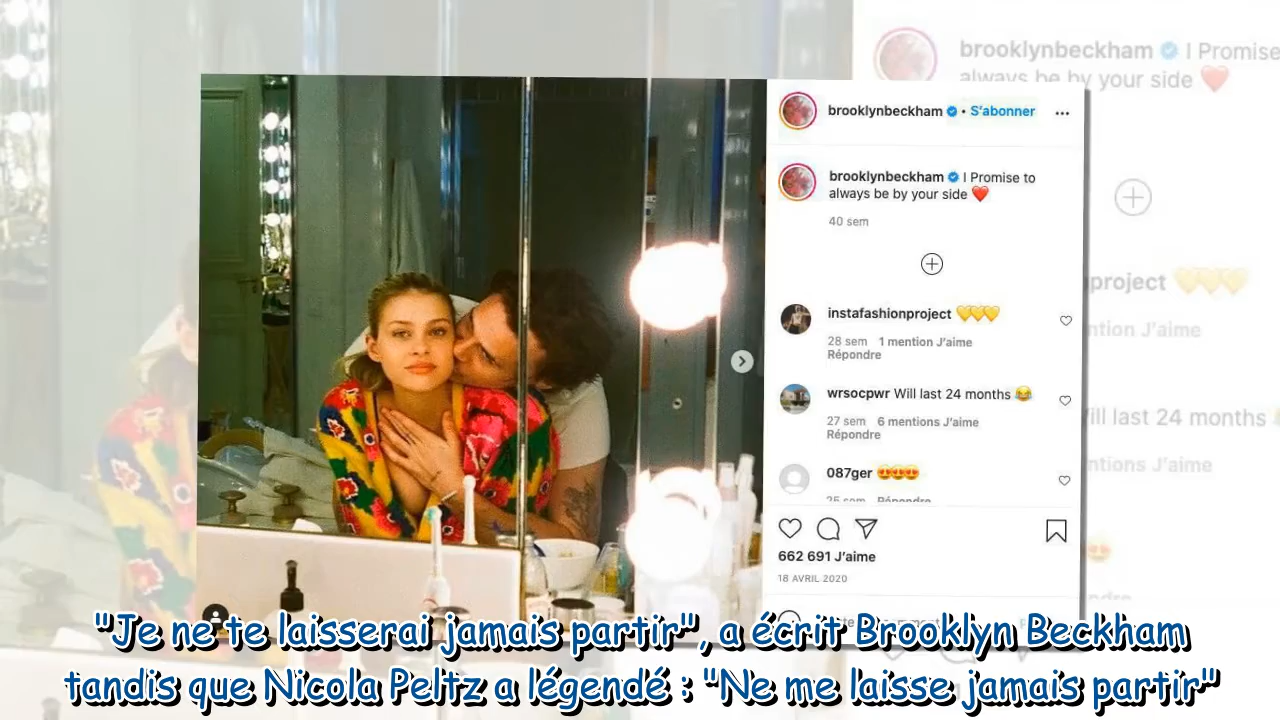 brooklynbeckham I Promise
always be by your side ❤️
brooklynbeckham • S'abonner
brooklynbeckham I Promise to
always be by your side ❤️
40 sem
instafashionproject 💛💛💛
28 sem 1 mention J'aime
Répondre
wrsocpwr Will last 24 months 😂
27 sem 6 mentions J'aime
Répondre
087ger 😍😍😍😍
Répondre
project 💛💛💛
ntion J'aime
ill last 24 months
ntions J'aime
662 691 J'aime
18 AVRIL 2020
"Je ne te laisserai jamais partir", a écrit Brooklyn Beckham
tandis que Nicola Peltz a légendé : "Ne me laisse jamais partir"